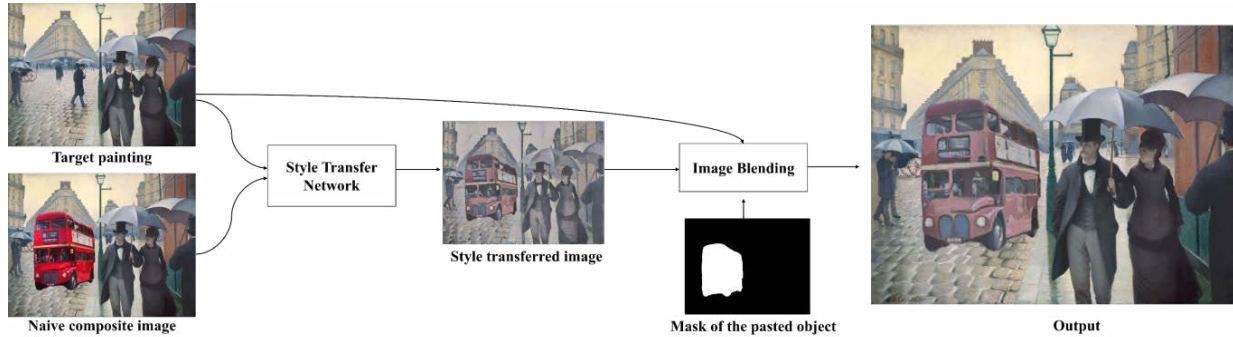 Target painting
Naive composite image
Style Transfer
Network
Style transferred image
Image Blending
Mask of the pasted object
Output